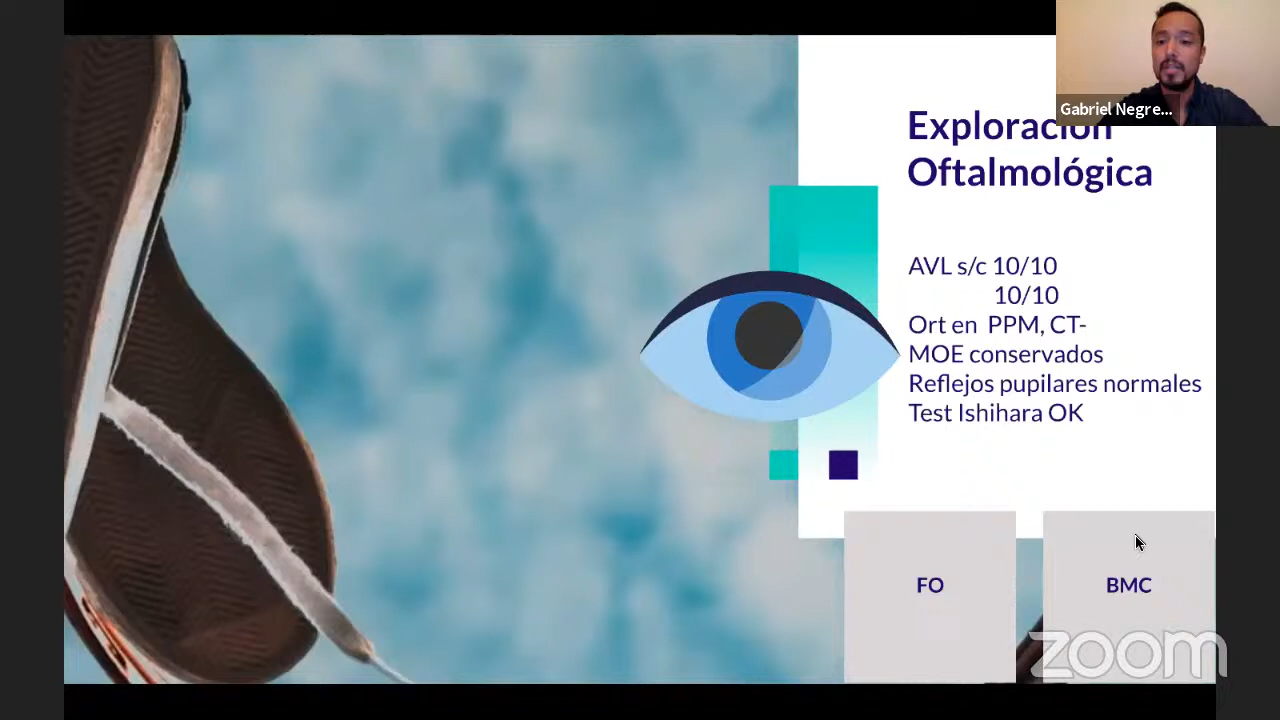 Gabriel Negre...
Exploración
Oftalmológica
AVL s/c 10/10
10/10
Ort en PPM, CT-
MOE conservados
Reflejos pupilares normales
Test Ishihara OK
FO
BMC
zoom